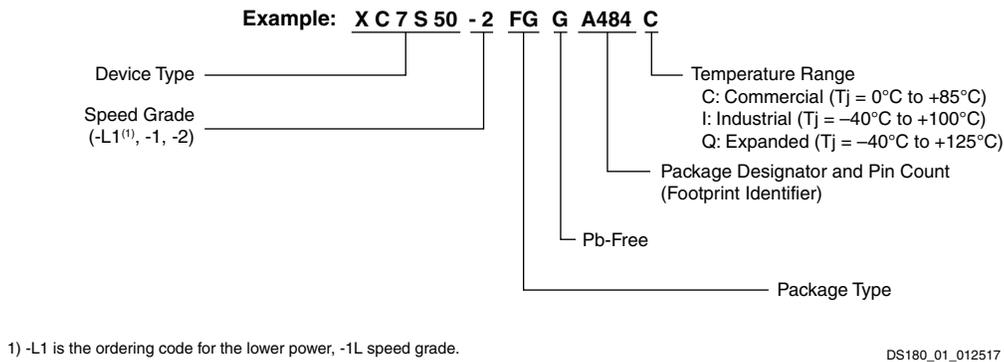 Example: X C 7 S 50 - 2 FG G A484 C
Device Type
Speed Grade
(-L1(1), -1, -2)
Temperature Range
C: Commercial (Tj = 0°C to +85°C)
I: Industrial (Tj = –40°C to +100°C)
Q: Expanded (Tj = –40°C to +125°C)
Package Designator and Pin Count
(Footprint Identifier)
Pb-Free
Package Type
1) -L1 is the ordering code for the lower power, -1L speed grade.
DS180_01_012517